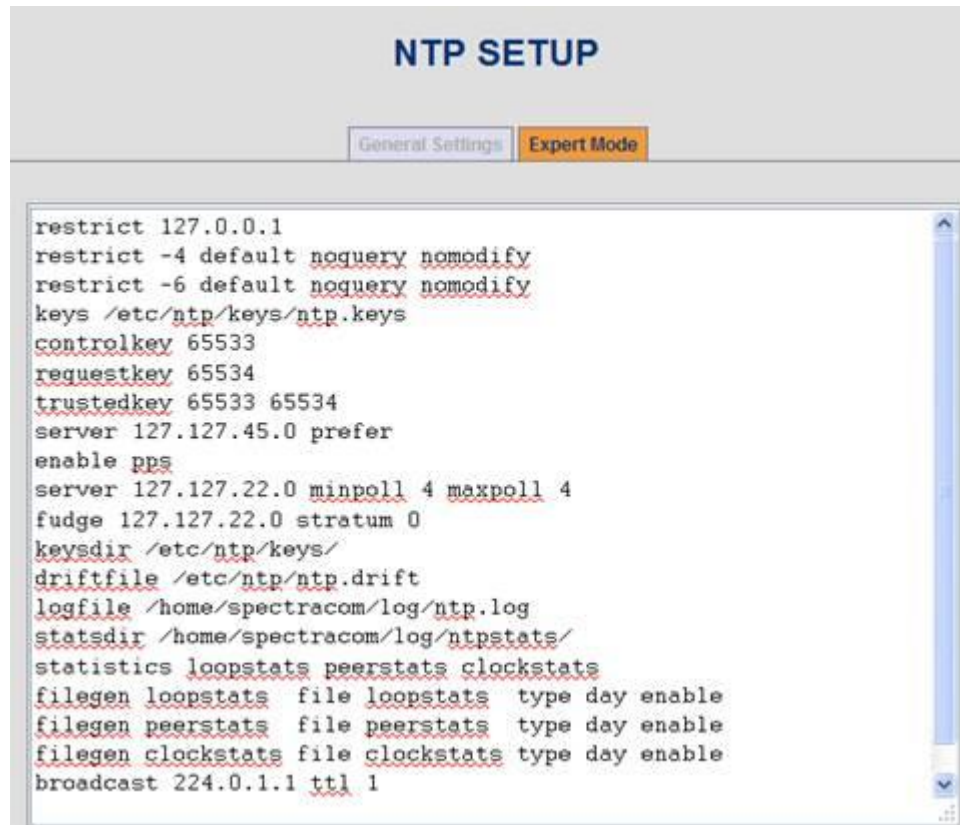 NTP SETUP
General Settings Expert Mode
restrict 127.0.0.1
restrict -4 default noquery nomodify
restrict -6 default noquery nomodify
keys /etc/ntp/keys/ntp.keys
controlkey 65533
requestkey 65534
trustedkey 65533 65534
server 127.127.45.0 prefer
enable pps
server 127.127.22.0 minpoll 4 maxpoll 4
fudge 127.127.22.0 stratum 0
keysdir /etc/ntp/keys/
driftfile /etc/ntp/ntp.drift
logfile /home/spectracom/log/ntp.log
statsdir /home/spectracom/log/ntpstats/
statistics loopstats peerstats clockstats
filegen loopstats  file loopstats  type day enable
filegen peerstats  file peerstats  type day enable
filegen clockstats file clockstats type day enable
broadcast 224.0.1.1 ttl 1